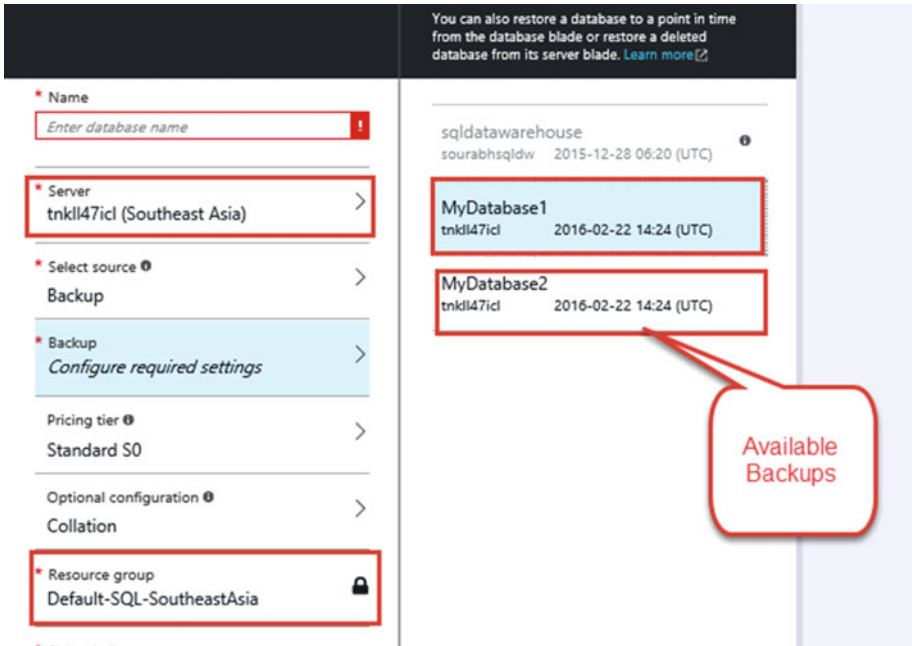 You can also restore a database to a point in time
from the database blade or restore a deleted
database from its server blade. Learn more
* Name
Enter database name !
* Server
tnkll47icl (Southeast Asia)
* Select source
Backup
* Backup
Configure required settings
Pricing tier
Standard S0
Optional configuration
Collation
* Resource group
Default-SQL-SoutheastAsia
sqldatawarehouse
sourabhsqldw 2015-12-28 06:20 (UTC)
MyDatabase1
tnkll47icl 2016-02-22 14:24 (UTC)
MyDatabase2
tnkll47icl 2016-02-22 14:24 (UTC)
Available
Backups